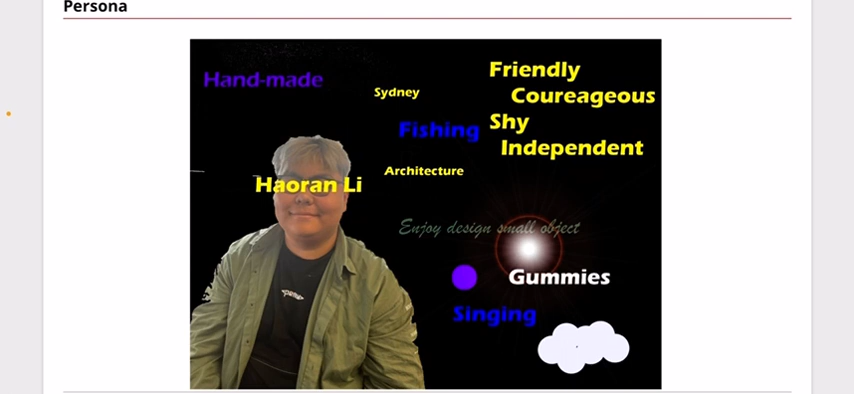 Persona
Hand-made
Sydney
Fishing
Architecture
Haoran Li
Friendly
Coureageous
Shy
Independent
Enjoy design small object
Gummies
Singing